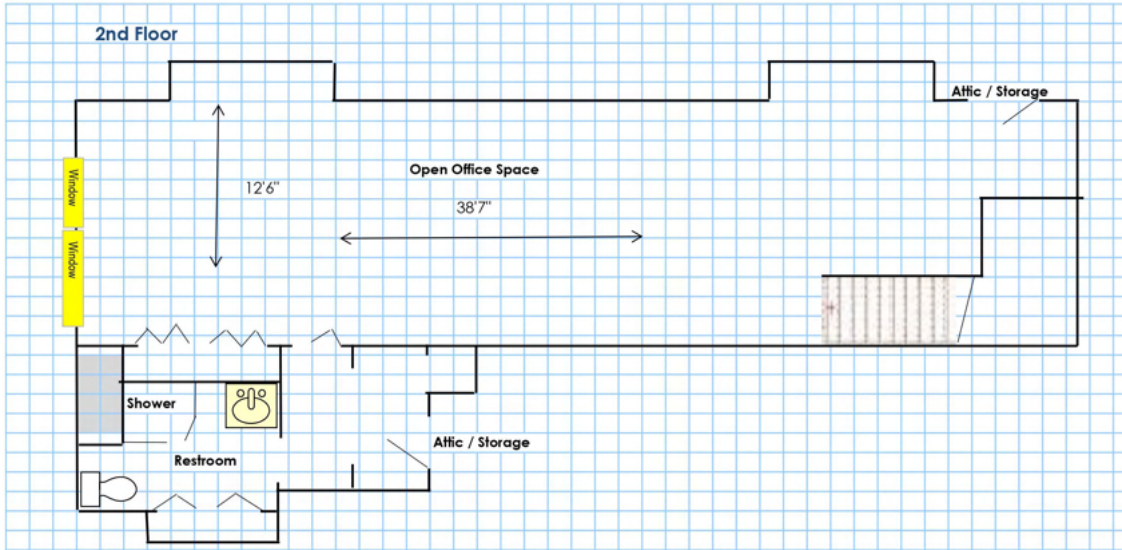 2nd Floor
Attic / Storage
Open Office Space
12'6"
38'7"
Window
Window
Shower
Attic / Storage
Restroom